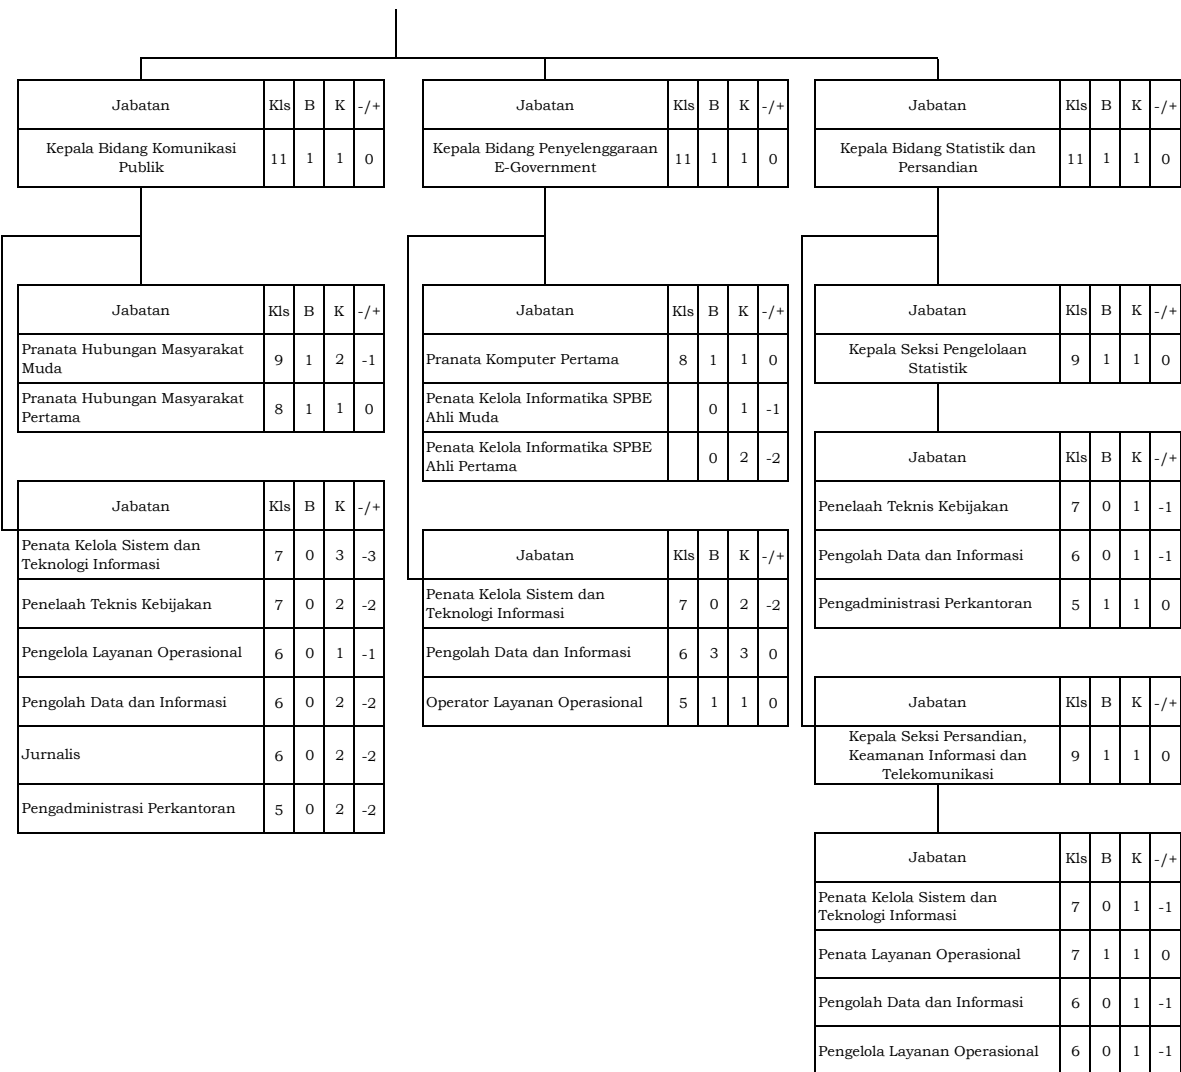 Jabatan Kls B K -/+
Kepala Bidang Komunikasi
Publik 11 1 1 0
Jabatan Kls B K -/+
Pranata Hubungan Masyarakat
Muda 9 1 2 -1
Pranata Hubungan Masyarakat
Pertama 8 1 1 0
Jabatan Kls B K -/+
Penata Kelola Sistem dan
Teknologi Informasi 7 0 3 -3
Penelaah Teknis Kebijakan 7 0 2 -2
Pengelola Layanan Operasional 6 0 1 -1
Pengolah Data dan Informasi 6 0 2 -2
Jurnalis 6 0 2 -2
Pengadministrasi Perkantoran 5 0 2 -2
Jabatan Kls B K -/+
Kepala Bidang Penyelenggaraan
E-Government 11 1 1 0
Jabatan Kls B K -/+
Pranata Komputer Pertama 8 1 1 0
Penata Kelola Informatika SPBE
Ahli Muda 0 1 -1
Penata Kelola Informatika SPBE
Ahli Pertama 0 2 -2
Jabatan Kls B K -/+
Penata Kelola Sistem dan
Teknologi Informasi 7 0 2 -2
Pengolah Data dan Informasi 6 3 3 0
Operator Layanan Operasional 5 1 1 0
Jabatan Kls B K -/+
Kepala Bidang Statistik dan
Persandian 11 1 1 0
Jabatan Kls B K -/+
Kepala Seksi Pengelolaan
Statistik 9 1 1 0
Jabatan Kls B K -/+
Penelaah Teknis Kebijakan 7 0 1 -1
Pengolah Data dan Informasi 6 0 1 -1
Pengadministrasi Perkantoran 5 1 1 0
Jabatan Kls B K -/+
Kepala Seksi Persandian,
Keamanan Informasi dan
Telekomunikasi 9 1 1 0
Jabatan Kls B K -/+
Penata Kelola Sistem dan
Teknologi Informasi 7 0 1 -1
Penata Layanan Operasional 7 1 1 0
Pengolah Data dan Informasi 6 0 1 -1
Pengelola Layanan Operasional 6 0 1 -1